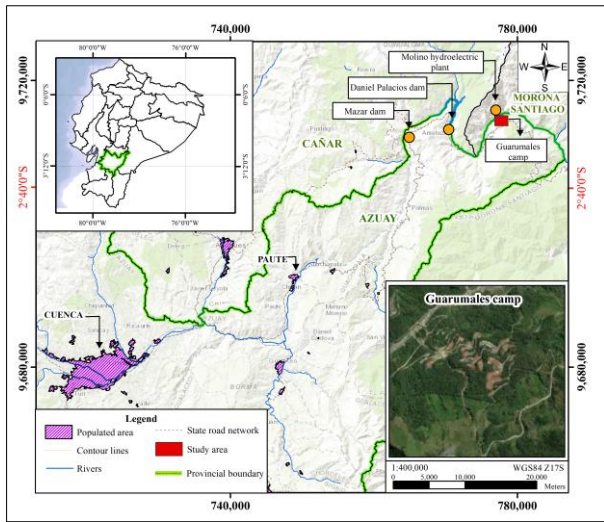 740,000
780,000
80°0'0"W
76°0'0"W
0°0'0"
0°0'0"
3°12'0"S
3°12'0"S
80°0'0"W
76°0'0"W
9,720,000
9,720,000
2°40'0"S
2°40'0"S
9,680,000
9,680,000
Molino hydroelectric
plant
N
W
E
S
Daniel Palacios dam
MORONA
SANTIAGO
Mazar dam
Guarumales
camp
CAÑAR
AZUAY
PAUTE
CUENCA
Guarumales camp
Legend
Populated area
State road network
Contour lines
Study area
Rivers
Provincial boundary
1:400,000
WGS84 Z17S
0
10,000
20,000
Meters
740,000
780,000